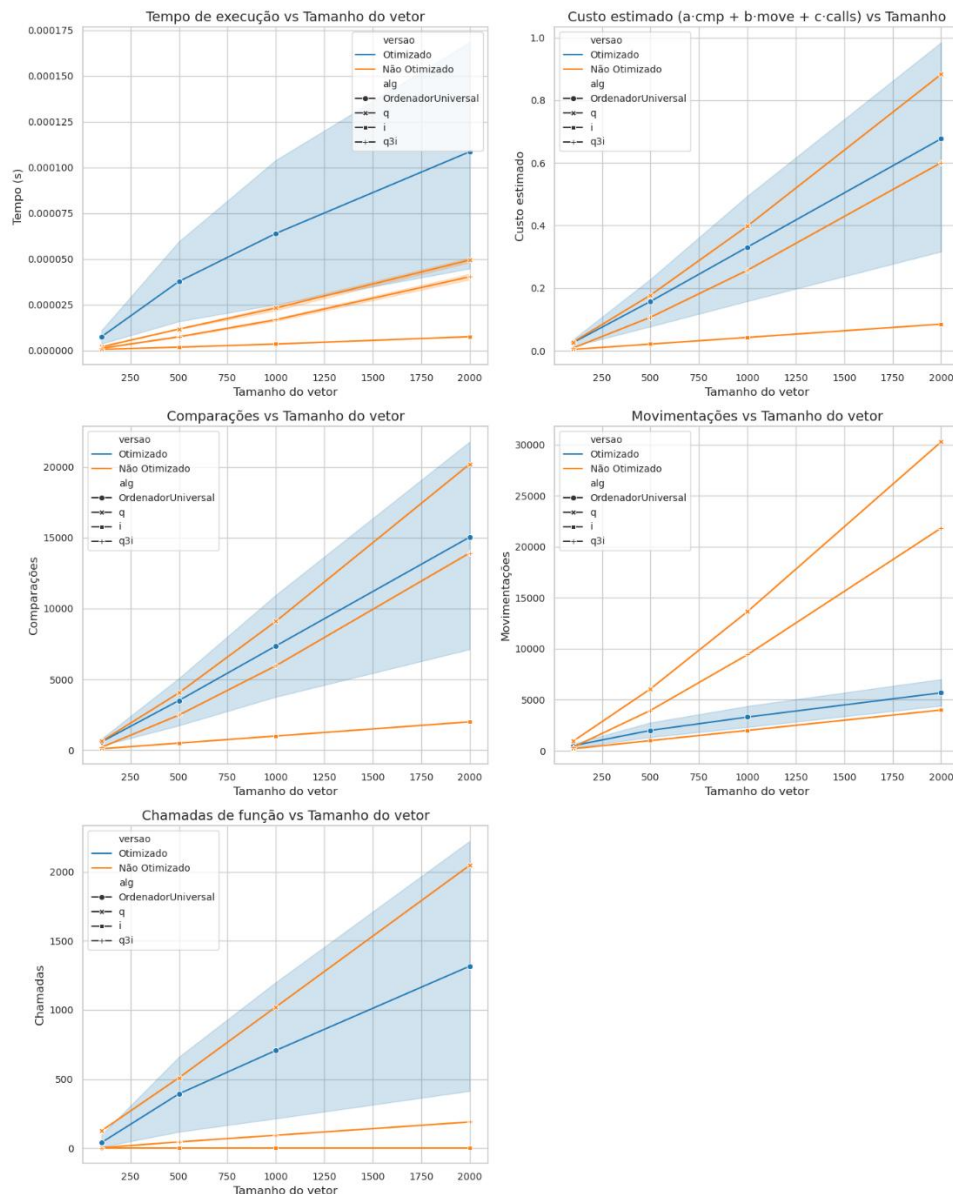 Tempo de execução vs Tamanho do vetor
0.000175
0.000150
0.000125
0.000100
0.000075
0.000050
0.000025
0.000000
Tempo (s)
versao
Otimizado
Não Otimizado
alg
OrdenadorUniversal
q
i
q3i
250 500 750 1000 1250 1500 1750 2000
Tamanho do vetor
Custo estimado (a·cmp + b·move + c·calls) vs Tamanho
1.0
0.8
0.6
0.4
0.2
0.0
Custo estimado
versao
Otimizado
Não Otimizado
alg
OrdenadorUniversal
q
i
q3i
250 500 750 1000 1250 1500 1750 2000
Tamanho do vetor
Comparações vs Tamanho do vetor
20000
15000
10000
5000
0
Comparações
versao
Otimizado
Não Otimizado
alg
OrdenadorUniversal
q
i
q3i
250 500 750 1000 1250 1500 1750 2000
Tamanho do vetor
Movimentações vs Tamanho do vetor
30000
25000
20000
15000
10000
5000
0
Movimentações
versao
Otimizado
Não Otimizado
alg
OrdenadorUniversal
q
i
q3i
250 500 750 1000 1250 1500 1750 2000
Tamanho do vetor
Chamadas de função vs Tamanho do vetor
2000
1500
1000
500
0
Chamadas
versao
Otimizado
Não Otimizado
alg
OrdenadorUniversal
q
i
q3i
250 500 750 1000 1250 1500 1750 2000
Tamanho do vetor